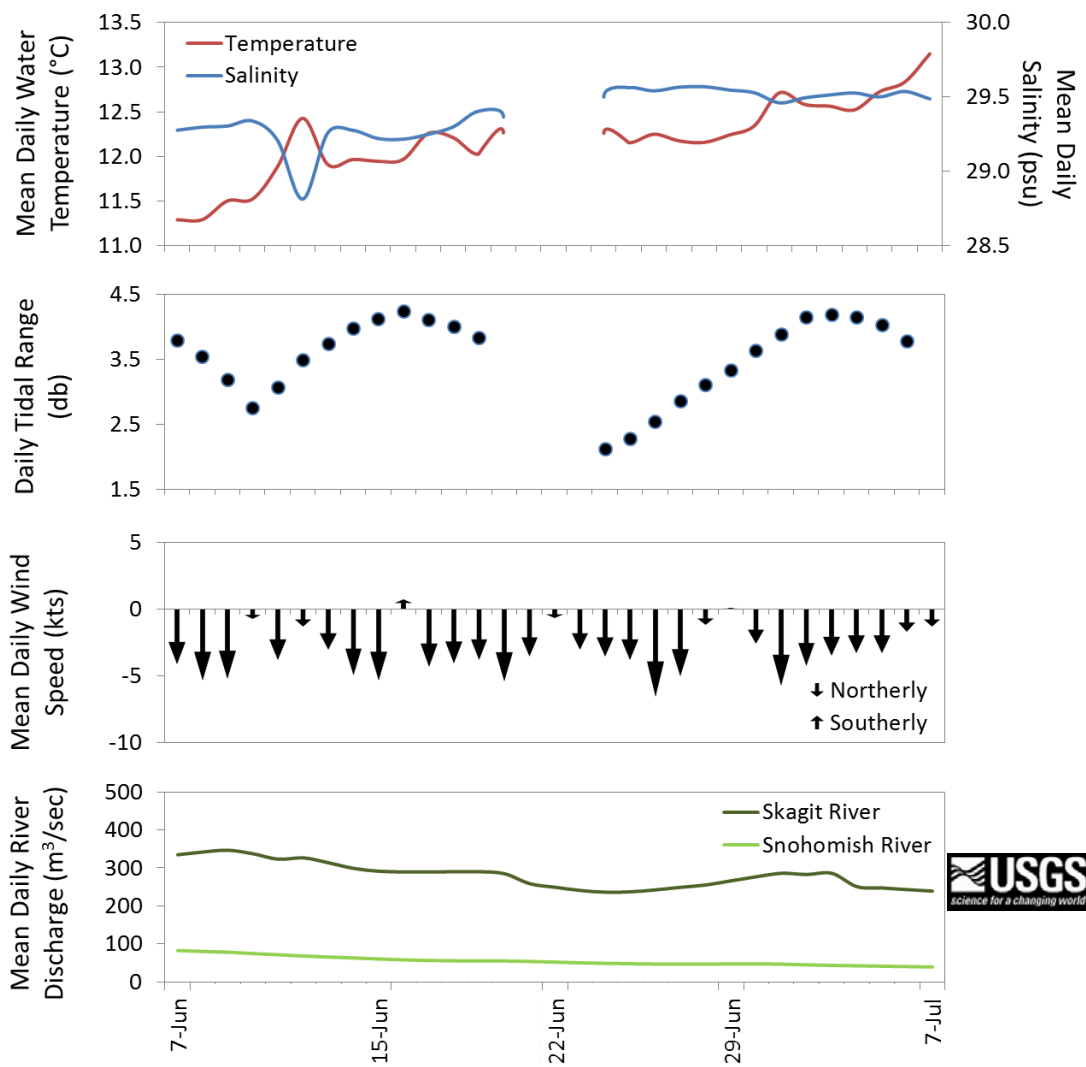 Mean Daily Water
Temperature (°C)
13.5
13.0
12.5
12.0
11.5
11.0
Temperature
Salinity
30.0
29.5
29.0
28.5
Mean Daily
Salinity (psu)
Daily Tidal Range
(db)
4.5
3.5
2.5
1.5
Mean Daily Wind
Speed (kts)
5
0
-5
-10
Northerly
Southerly
Mean Daily River
Discharge (m³/sec)
500
400
300
200
100
0
Skagit River
Snohomish River
USGS
science for a changing world
7-Jun
15-Jun
22-Jun
29-Jun
7-Jul